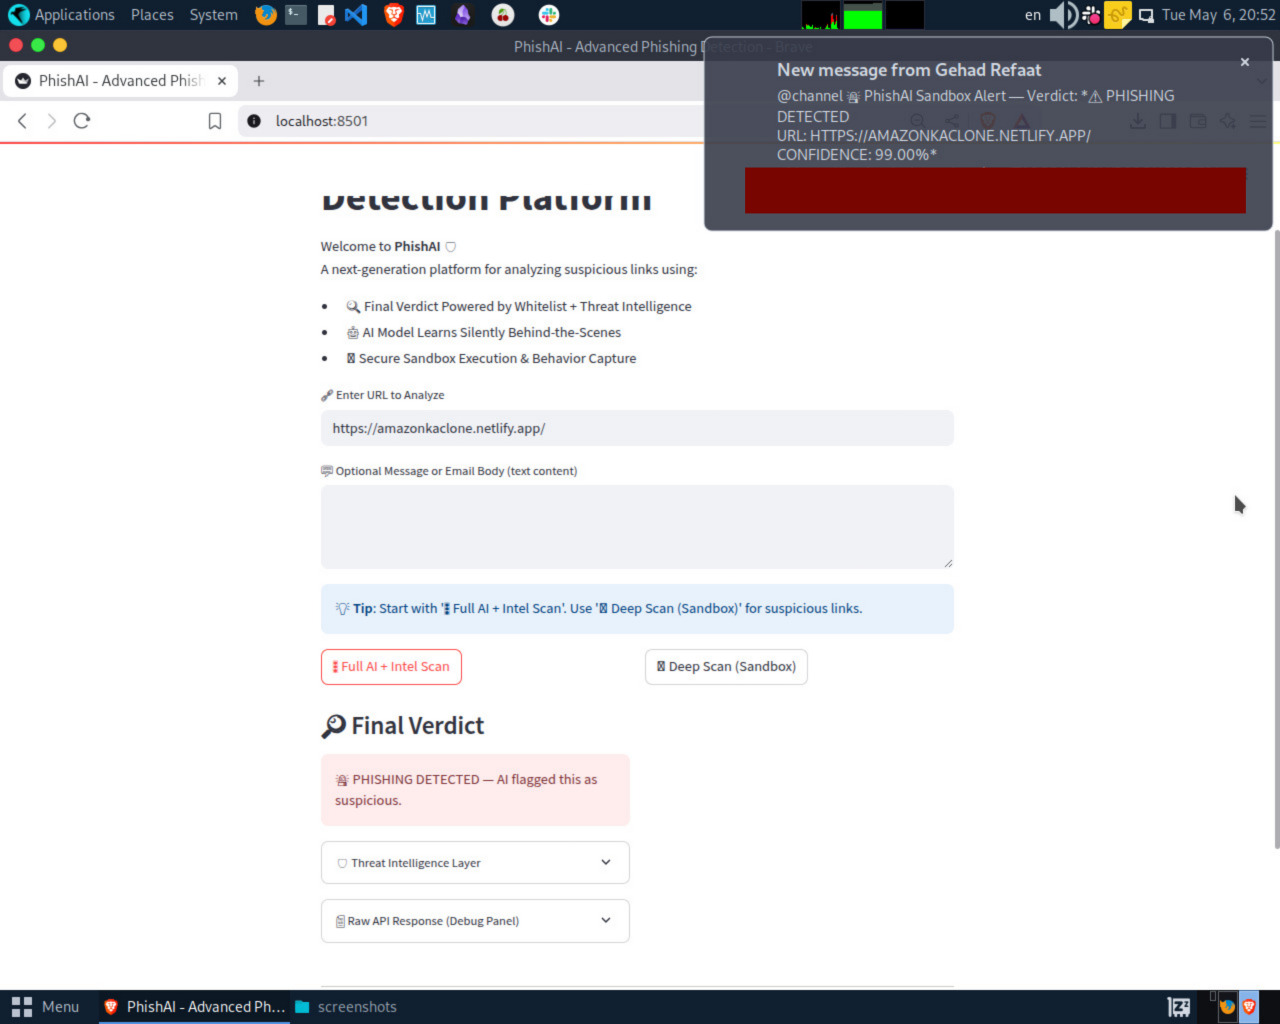 Applications Places System
en Tue May 6, 20:52
PhishAI - Advanced Phishing Detection - Brave
PhishAI - Advanced Phish
localhost:8501
New message from Gehad Refaat
@channel 🚨 PhishAI Sandbox Alert — Verdict: *⚠ PHISHING
DETECTED
URL: HTTPS://AMAZONKACLONE.NETLIFY.APP/
CONFIDENCE: 99.00%*
Detection Platform
Welcome to PhishAI 🛡
A next-generation platform for analyzing suspicious links using:
• 🔍 Final Verdict Powered by Whitelist + Threat Intelligence
• 🤖 AI Model Learns Silently Behind-the-Scenes
• Secure Sandbox Execution & Behavior Capture
🔗 Enter URL to Analyze
https://amazonkaclone.netlify.app/
💬 Optional Message or Email Body (text content)
💡 Tip: Start with '🚦 Full AI + Intel Scan'. Use 'Deep Scan (Sandbox)' for suspicious links.
🚦 Full AI + Intel Scan
Deep Scan (Sandbox)
🔎 Final Verdict
🚨 PHISHING DETECTED — AI flagged this as
suspicious.
🛡 Threat Intelligence Layer
📋 Raw API Response (Debug Panel)
Menu PhishAI - Advanced Ph... screenshots